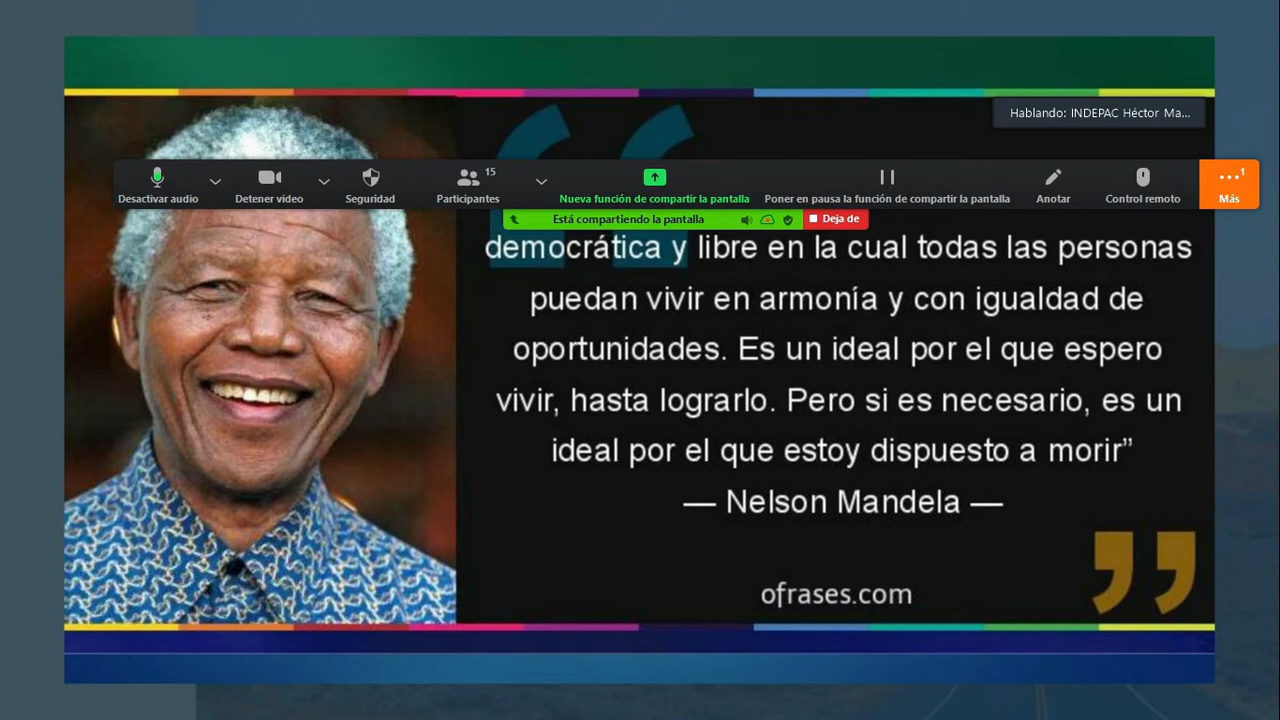 Hablando: INDEPAC Héctor Ma...
15
1
Desactivar audio
Detener video
Seguridad
Participantes
Nueva función de compartir la pantalla
Poner en pausa la función de compartir la pantalla
Anotar
Control remoto
Más
Está compartiendo la pantalla
Deja de
democrática y libre en la cual todas las personas
puedan vivir en armonía y con igualdad de
oportunidades. Es un ideal por el que espero
vivir, hasta lograrlo. Pero si es necesario, es un
ideal por el que estoy dispuesto a morir”
— Nelson Mandela —
ofrases.com